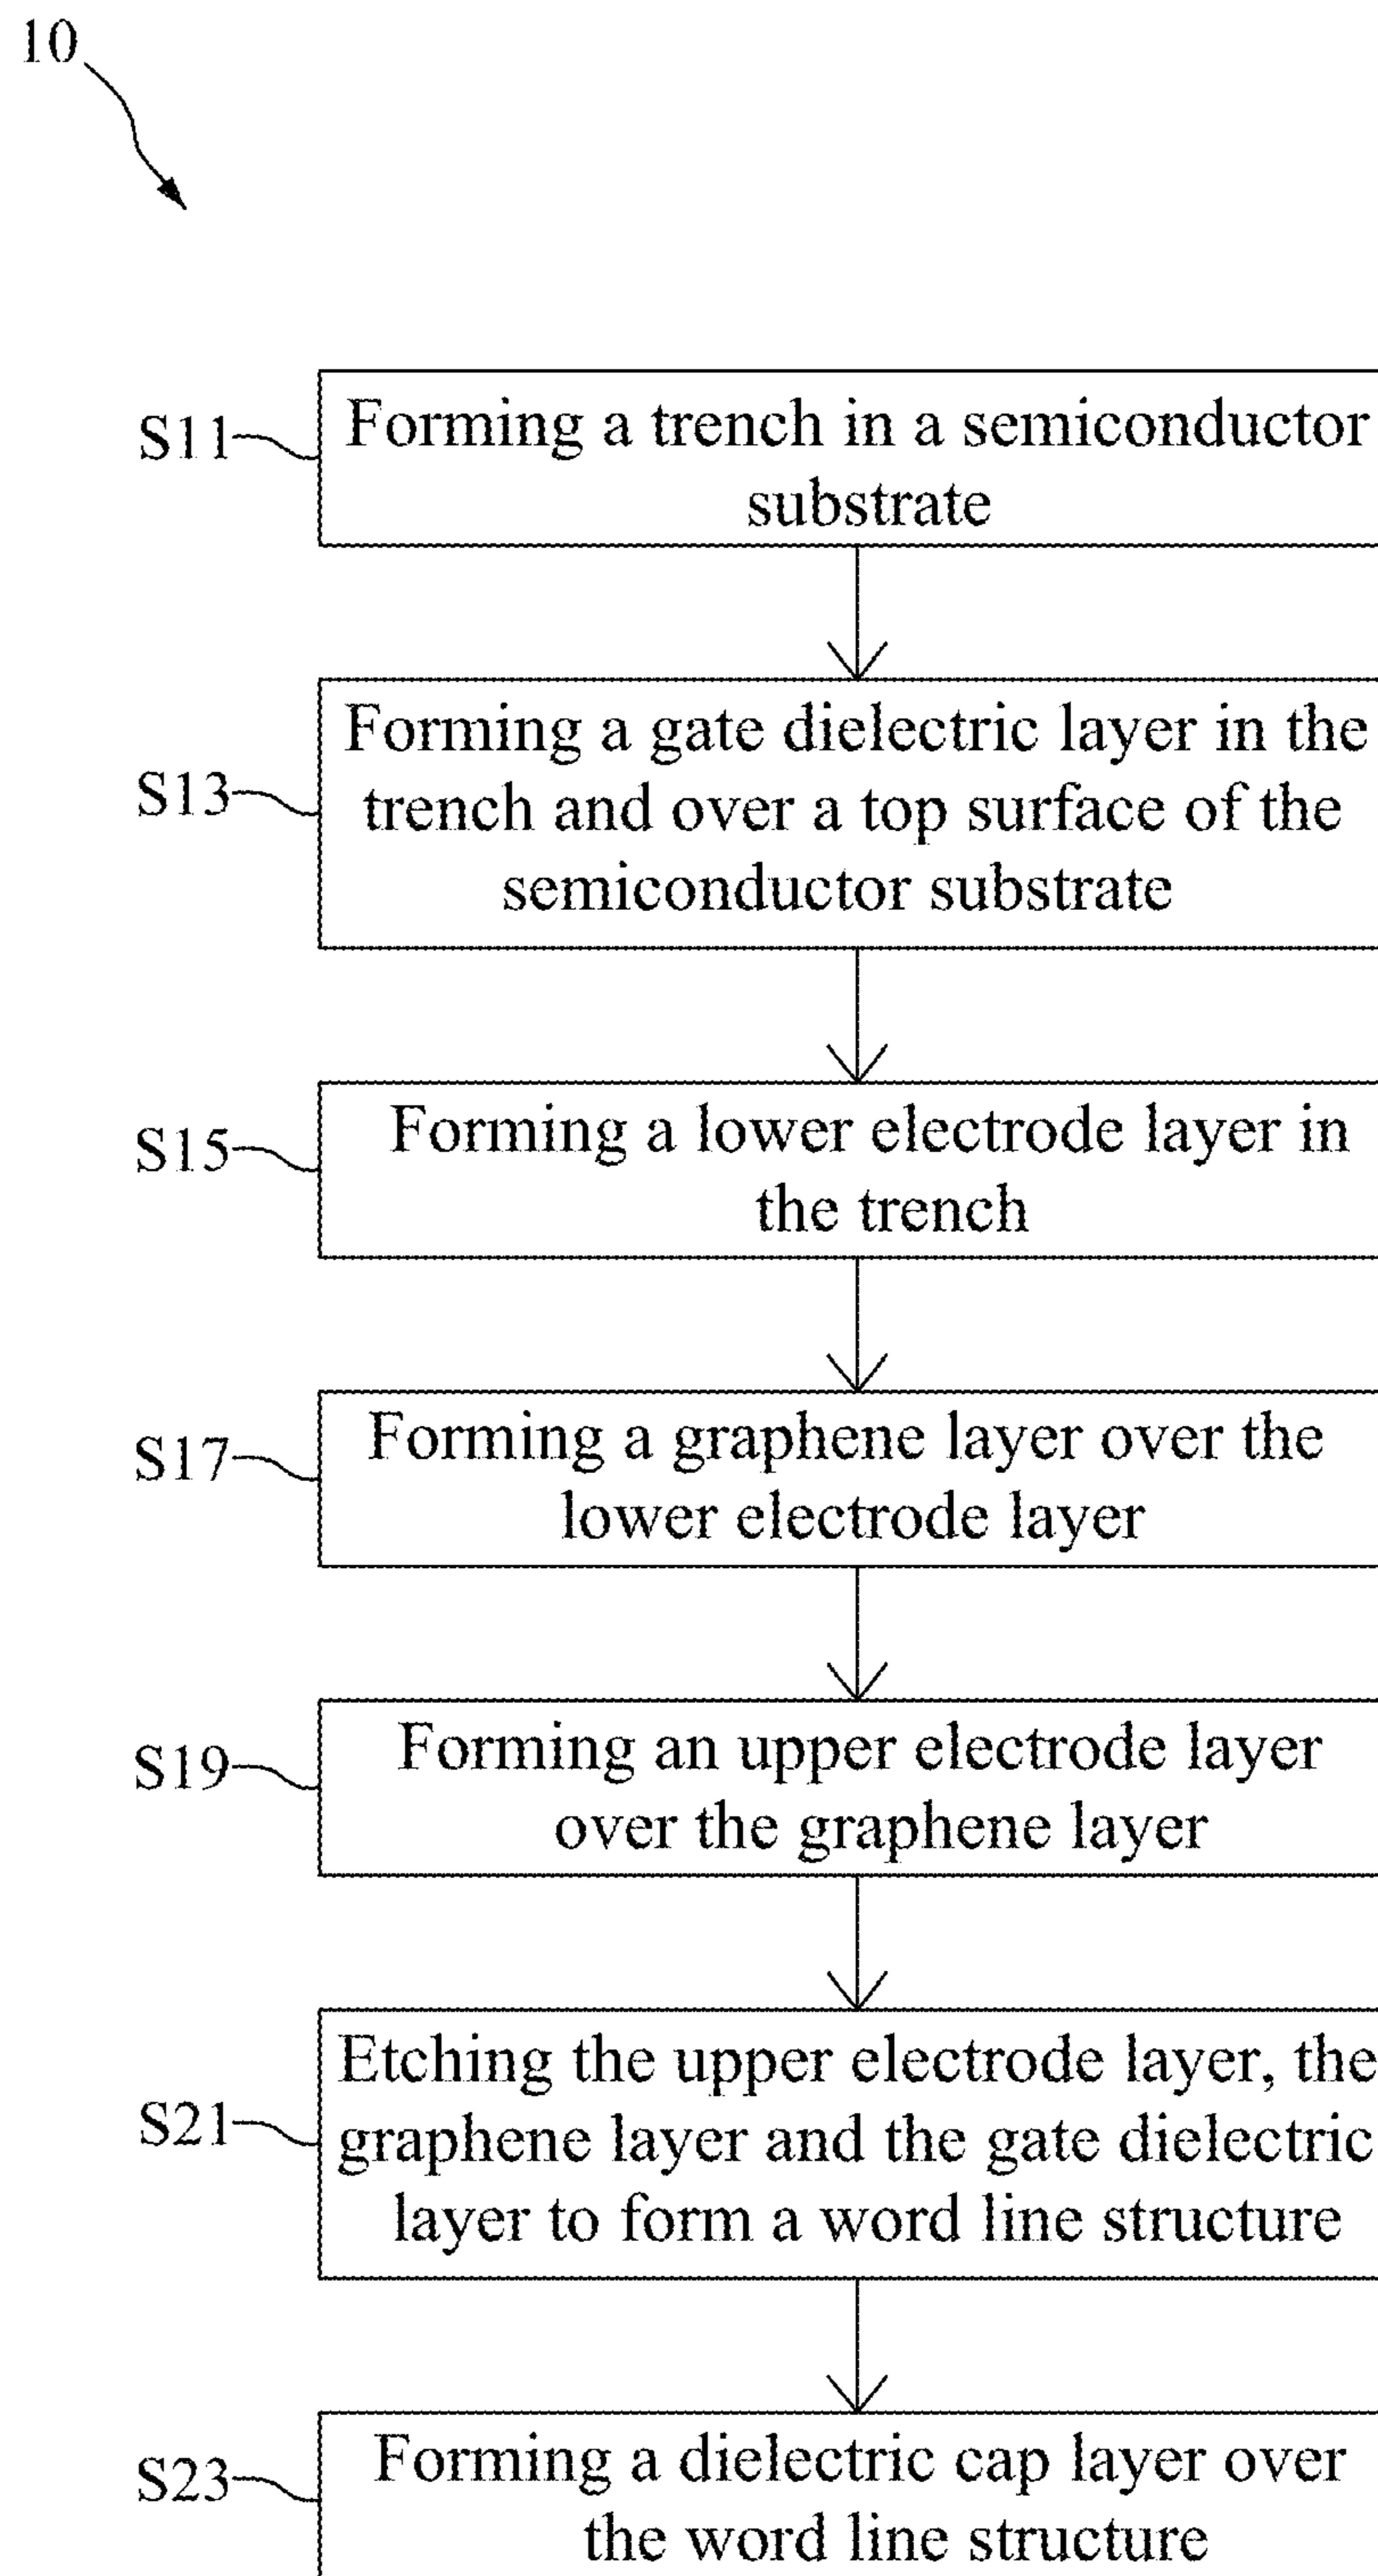 10
S11
Forming a trench in a semiconductor
substrate
S13
Forming a gate dielectric layer in the
trench and over a top surface of the
semiconductor substrate
S15
Forming a lower electrode layer in
the trench
S17
Forming a graphene layer over the
lower electrode layer
S19
Forming an upper electrode layer
over the graphene layer
S21
Etching the upper electrode layer, the
graphene layer and the gate dielectric
layer to form a word line structure
S23
Forming a dielectric cap layer over
the word line structure